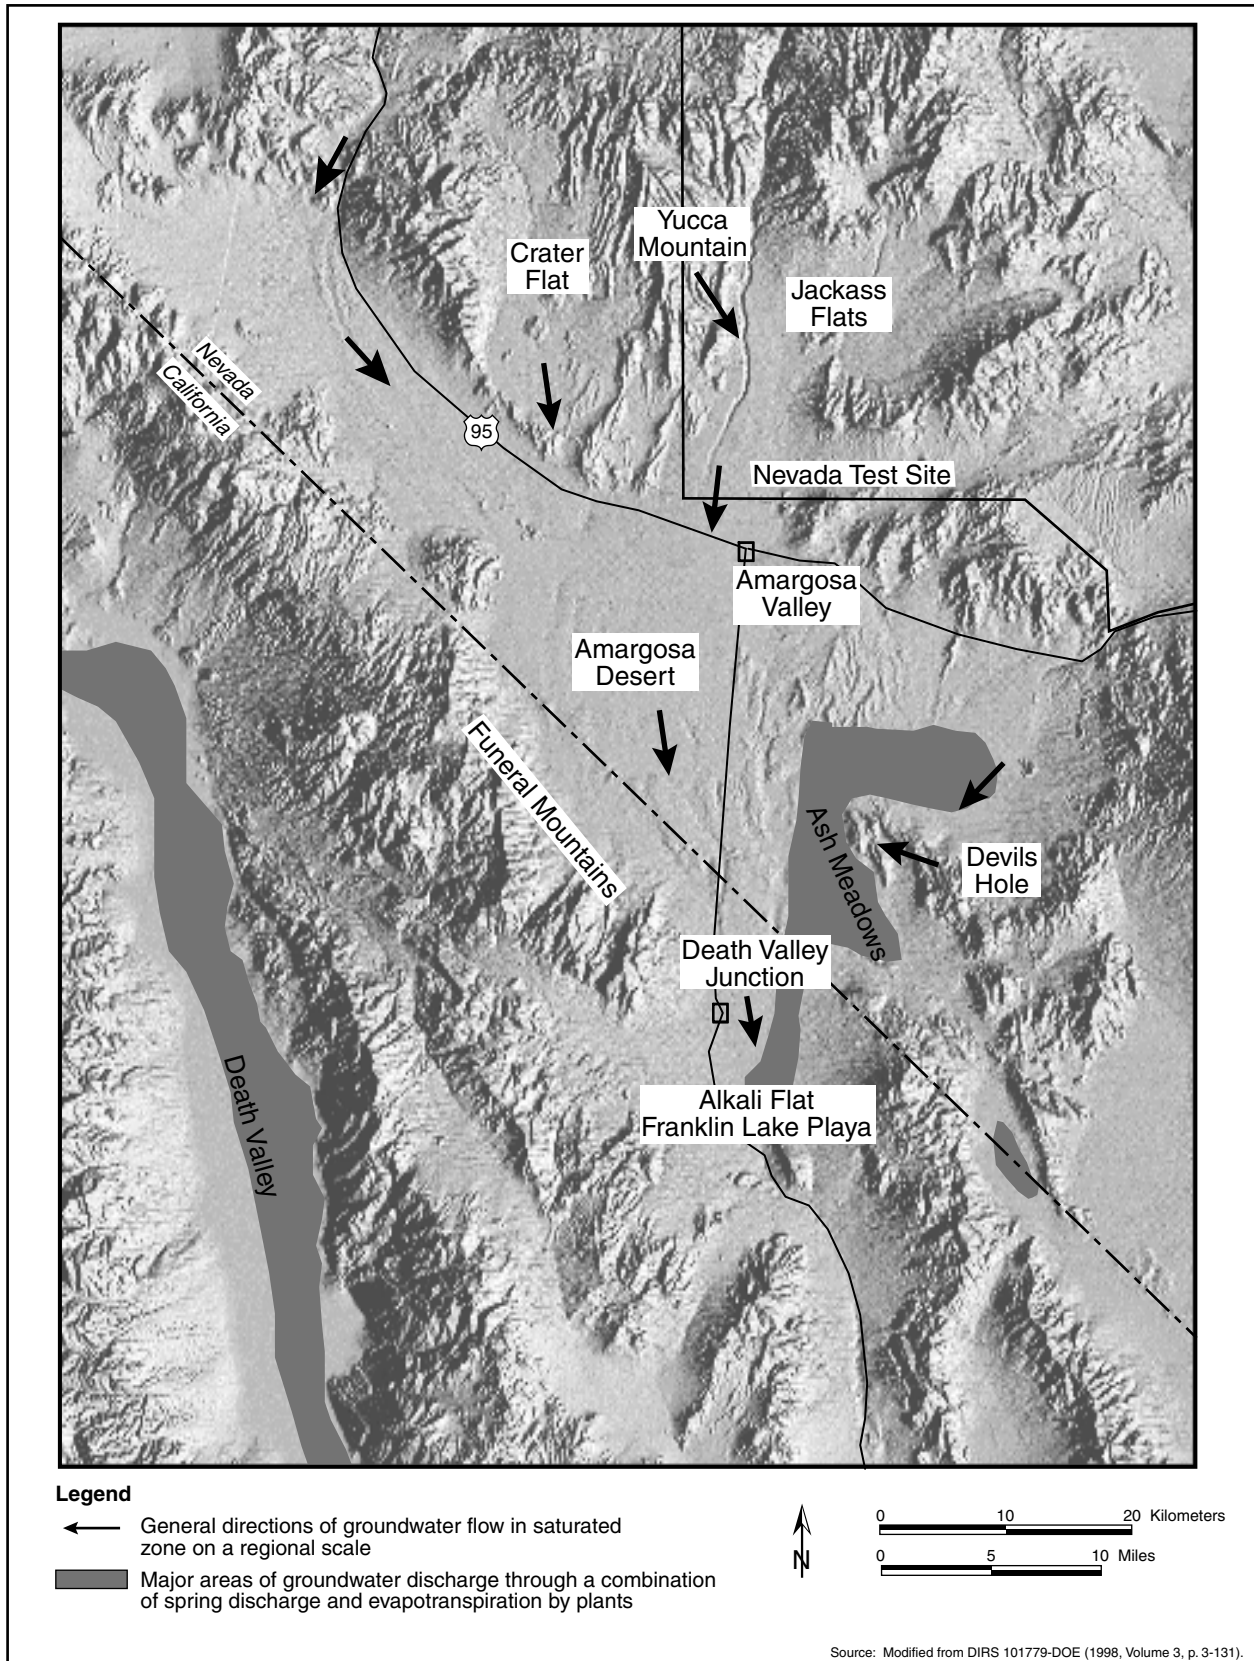 Yucca
Mountain
Crater
Flat
Jackass
Flats
Nevada
California
95
Nevada Test Site
Amargosa
Valley
Amargosa
Desert
Funeral Mountains
Ash Meadows
Devils
Hole
Death Valley
Junction
Death Valley
Alkali Flat
Franklin Lake Playa
Legend
General directions of groundwater flow in saturated
zone on a regional scale
Major areas of groundwater discharge through a combination
of spring discharge and evapotranspiration by plants
N
0 10 20 Kilometers
0 5 10 Miles
Source: Modified from DIRS 101779-DOE (1998, Volume 3, p. 3-131).